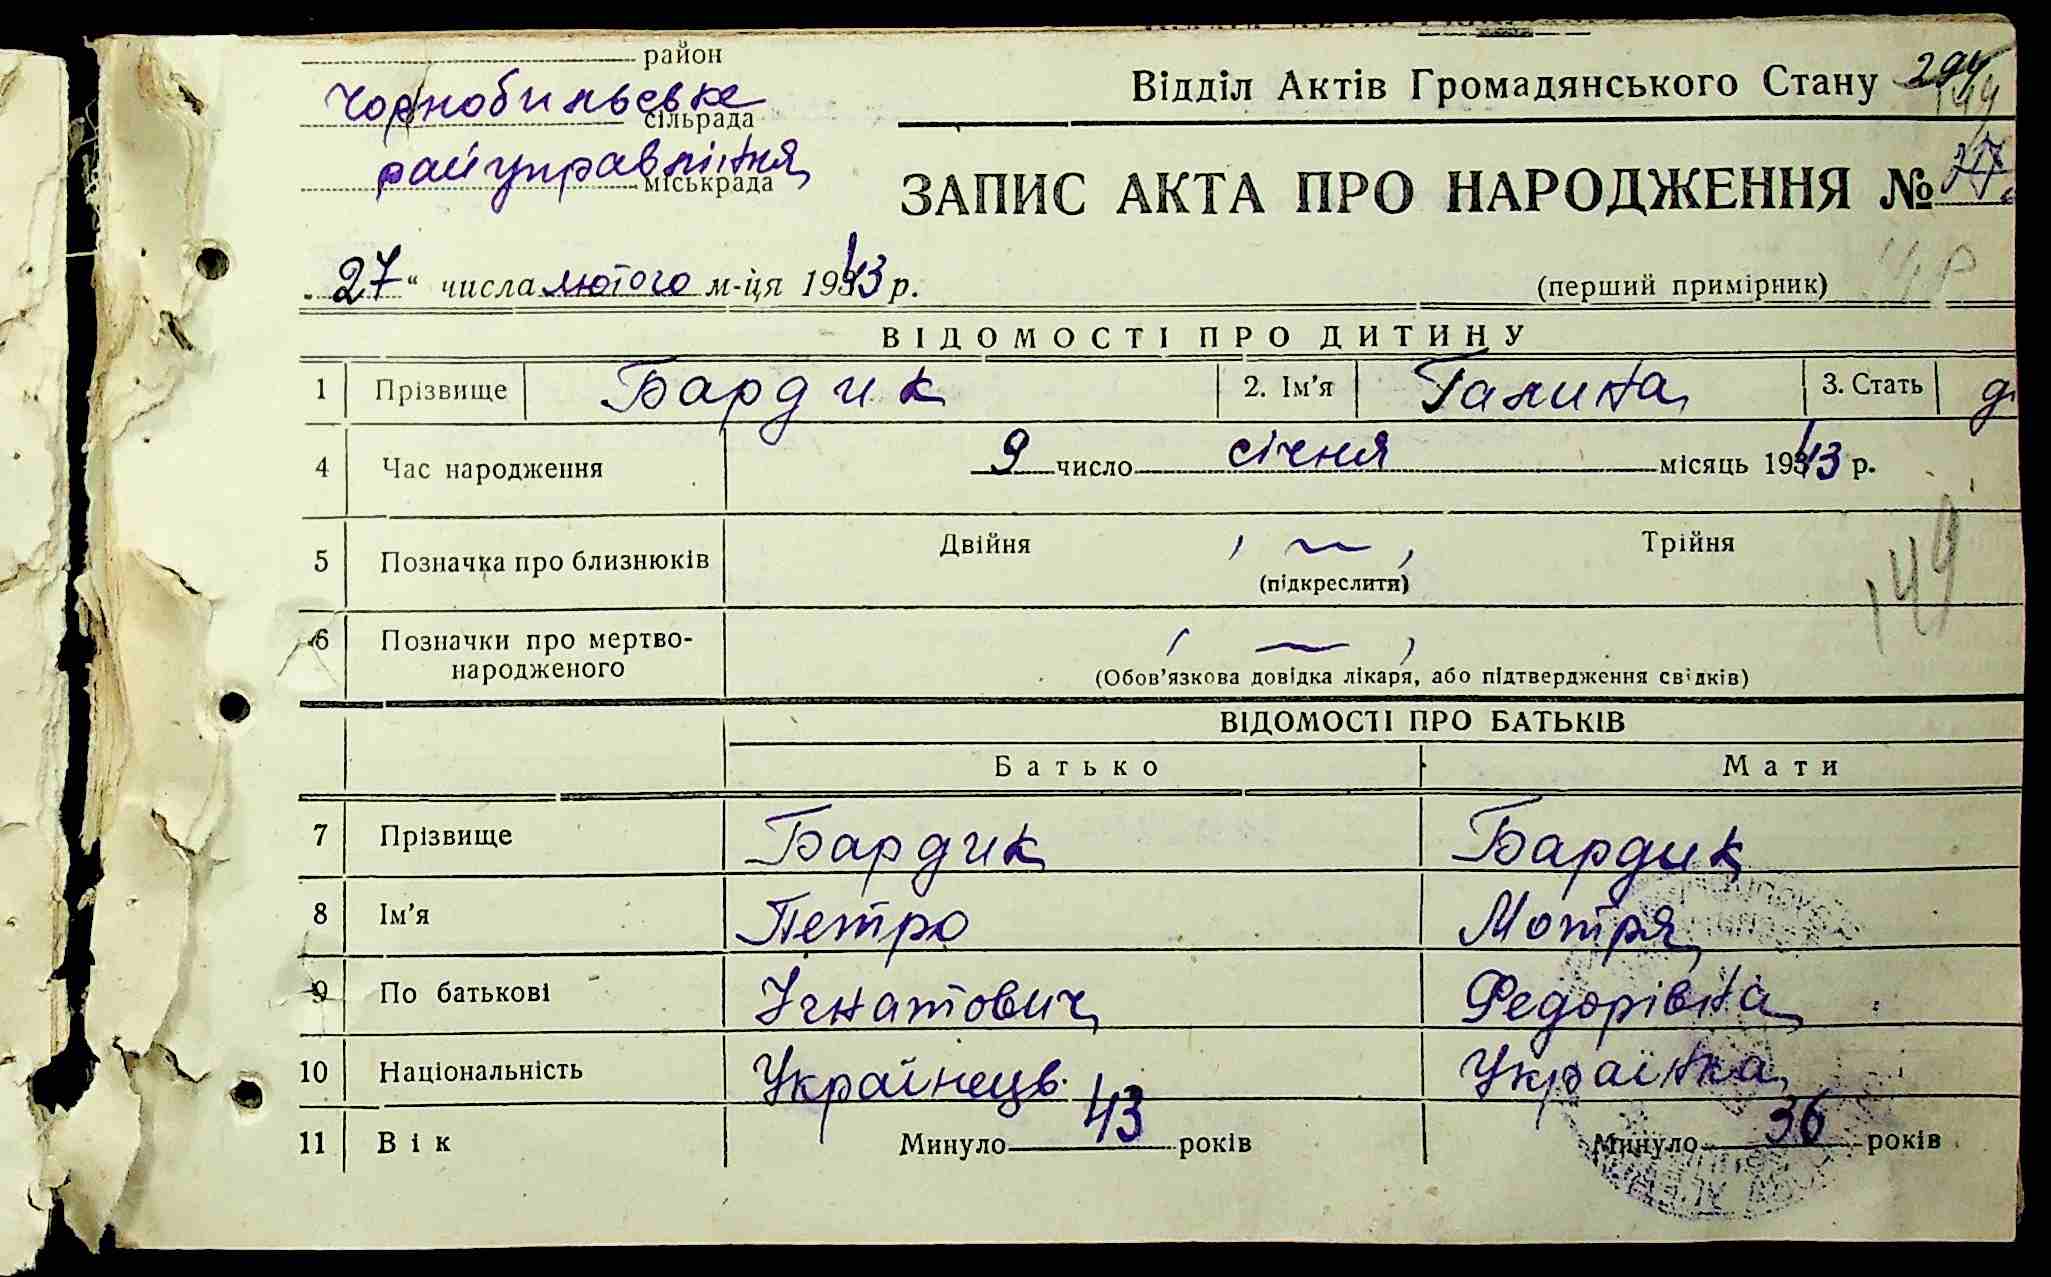 район
Чорнобильське
сільрада
райуправління
міськрада
Відділ Актів Громадянського Стану
ЗАПИС АКТА ПРО НАРОДЖЕННЯ №
„27“ числа лютого м-ця 1943 р.
(перший примірник)
ВІДОМОСТІ ПРО ДИТИНУ
1 Прізвище Бардик 2. Ім'я Галина 3. Стать
4 Час народження 9 число січня місяць 1943 р.
5 Позначка про близнюків Двійня Трійня
(підкреслити)
6 Позначки про мертво-
народженого
(Обов'язкова довідка лікаря, або підтвердження свідків)
ВІДОМОСТІ ПРО БАТЬКІВ
Батько Мати
7 Прізвище Бардик Бардик
8 Ім'я Петро Мотря
9 По батькові Ігнатович Федорівна
10 Національність Українець Українка
11 Вік Минуло 43 років Минуло 36 років
149